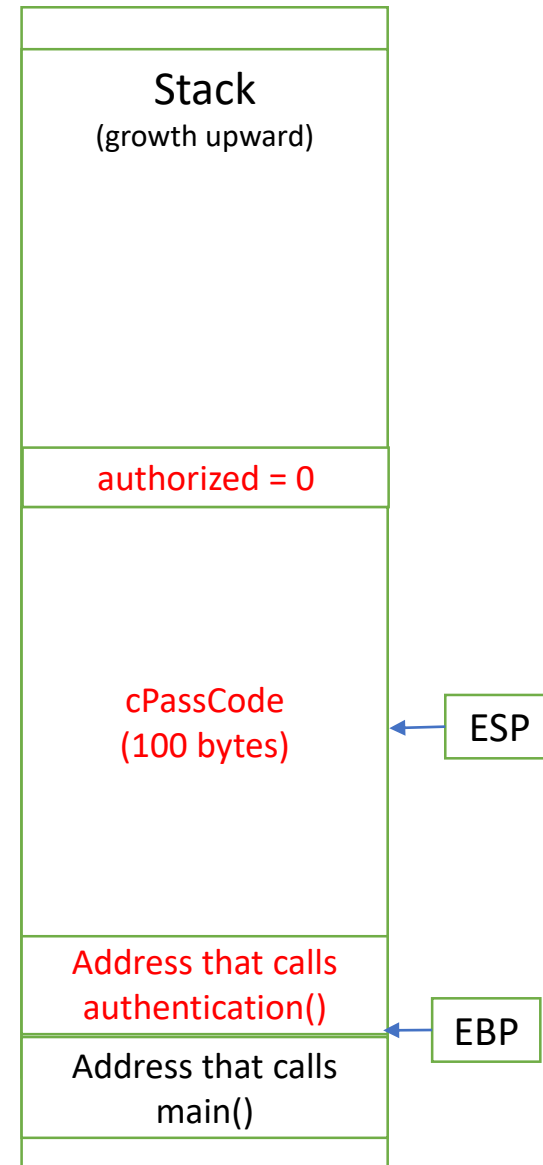 Stack
(growth upward)
authorized = 0
cPassCode
(100 bytes)
ESP
Address that calls
authentication()
EBP
Address that calls
main()